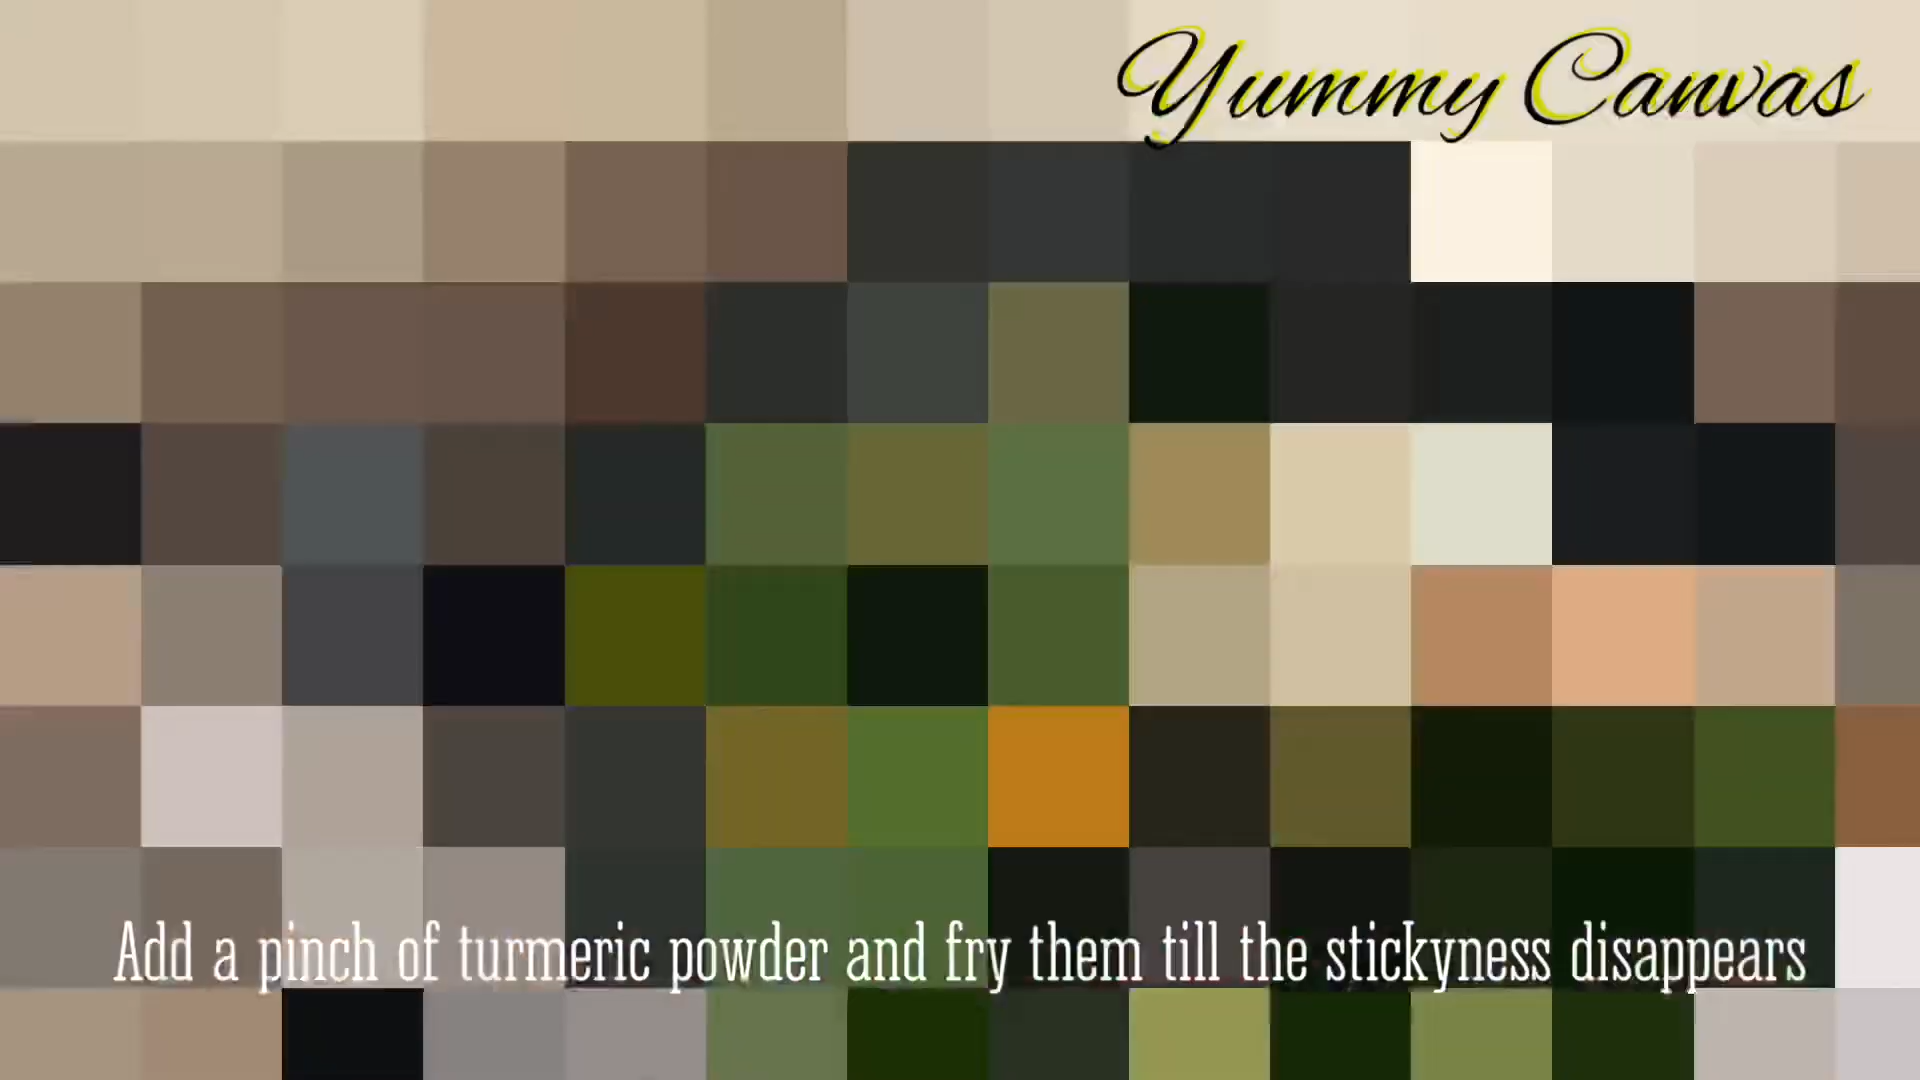 Yummy Canvas
Add a pinch of turmeric powder and fry them till the stickyness disappears